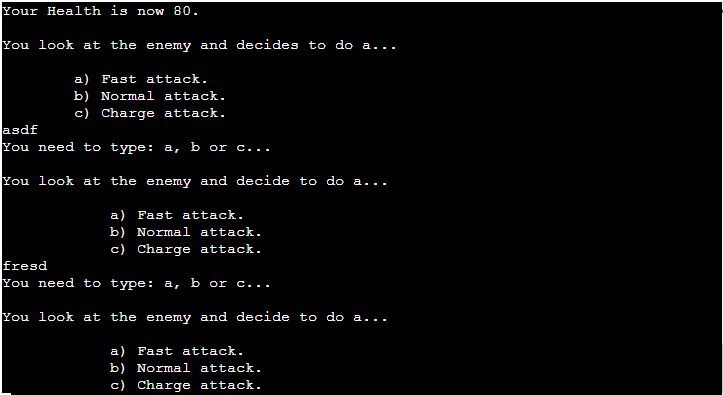 Your Health is now 80.
You look at the enemy and decides to do a...
a) Fast attack.
b) Normal attack.
c) Charge attack.
asdf
You need to type: a, b or c...
You look at the enemy and decide to do a...
a) Fast attack.
b) Normal attack.
c) Charge attack.
fresd
You need to type: a, b or c...
You look at the enemy and decide to do a...
a) Fast attack.
b) Normal attack.
c) Charge attack.